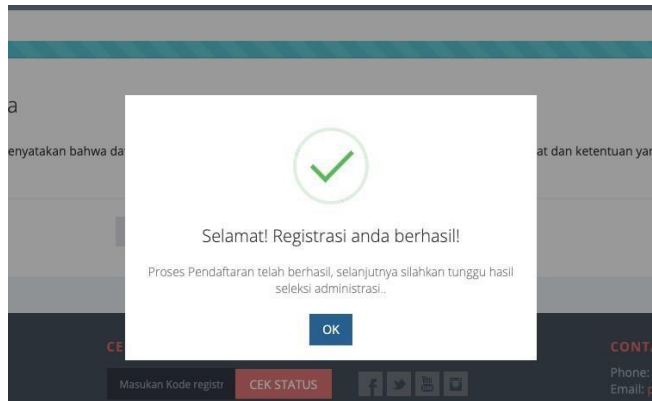 a
enyatakan bahwa da
at dan ketentuan yar
Selamat! Registrasi anda berhasil!
Proses Pendaftaran telah berhasil, selanjutnya silahkan tunggu hasil
seleksi administrasi..
OK
CE
CONT
Masukan Kode registr
CEK STATUS
Phone:
Email: